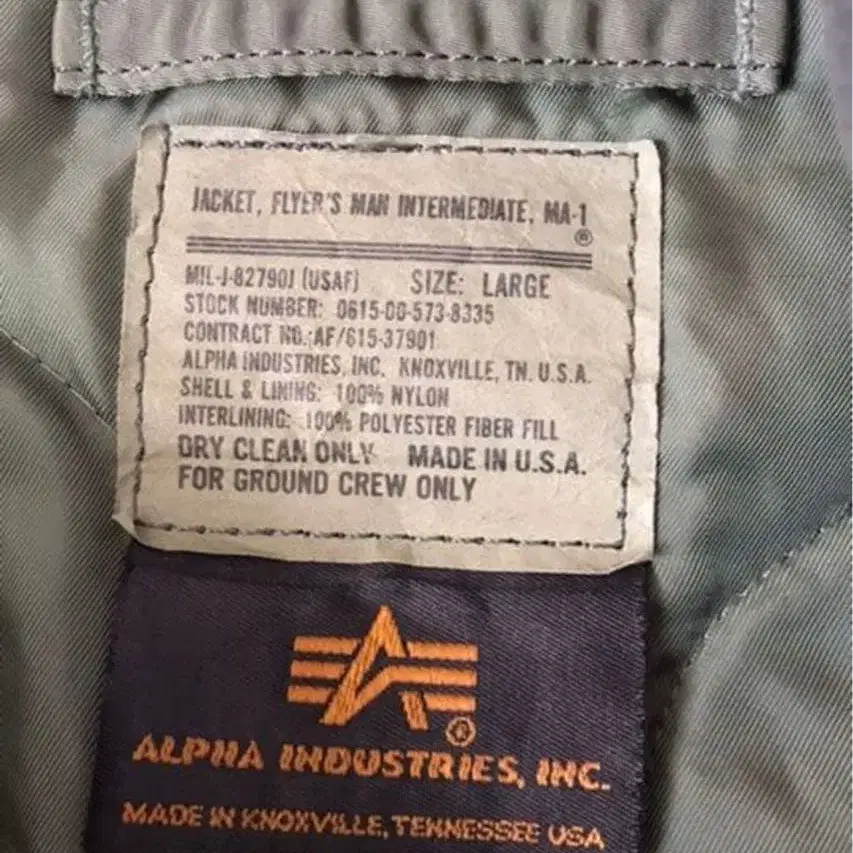 JACKET, FLYER'S MAN INTERMEDIATE, MA-1
®
MIL-J-82790J (USAF) SIZE: LARGE
STOCK NUMBER: 0615-00-573-8335
CONTRACT NO.:AF/615-37901
ALPHA INDUSTRIES, INC. KNOXVILLE, TN. U.S.A.
SHELL & LINING: 100% NYLON
INTERLINING: 100% POLYESTER FIBER FILL
DRY CLEAN ONLY MADE IN U.S.A.
FOR GROUND CREW ONLY
A
®
ALPHA INDUSTRIES, INC.
MADE IN KNOXVILLE, TENNESSEE USA